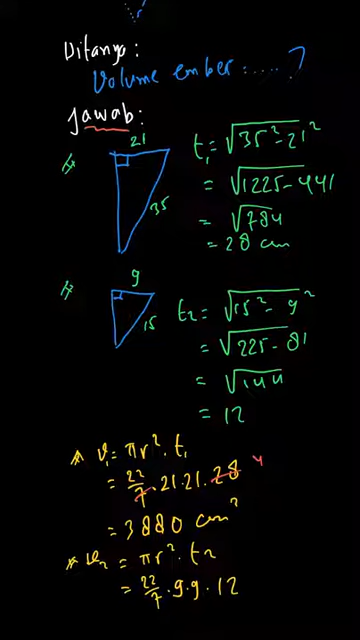 Ditanya:
Volume ember.....?
Jawab:
21
35
t₁ = √35² - 21²
= √1225 - 441
= √784
= 28 cm
9
15
t₂ = √15² - 9²
= √225 - 81
= √144
= 12
* V₁ = πr² . t₁
= 22/7 . 21 . 21 . 28 4
= 3880 cm³
* V₂ = πr² . t₂
= 22/7 . 9 . 9 . 12